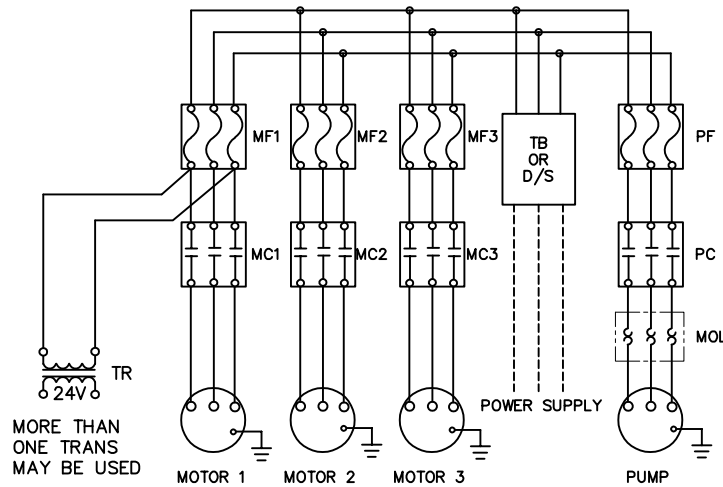 MF1
MF2
MF3
TB
OR
D/S
PF
MC1
MC2
MC3
PC
MOL
TR
24V
POWER SUPPLY
MORE THAN
ONE TRANS
MAY BE USED
MOTOR 1
MOTOR 2
MOTOR 3
PUMP